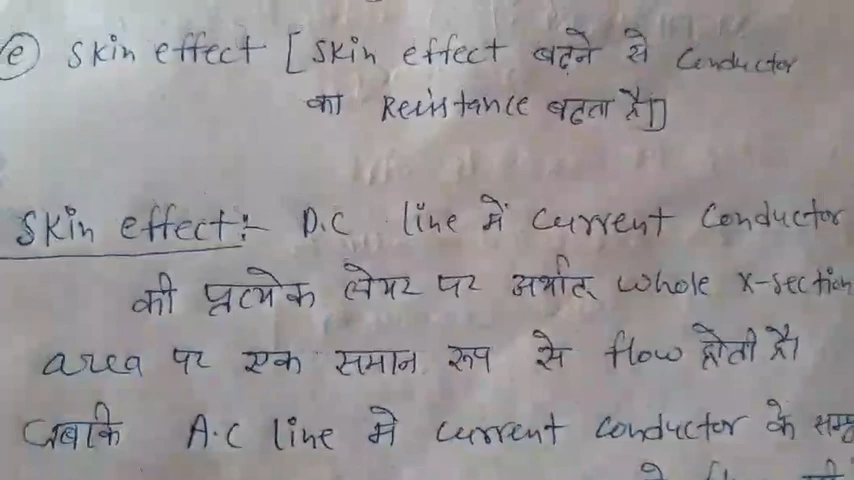 (e) Skin effect [Skin effect बढ़ने से Conductor
का Resistance बढ़ता है।]
Skin effect:- D.C line में Current Conductor
की प्रत्येक लेयर पर अर्थात् whole x-section
area पर एक समान रूप से flow होती है।
जबकि A.C line मे current conductor के